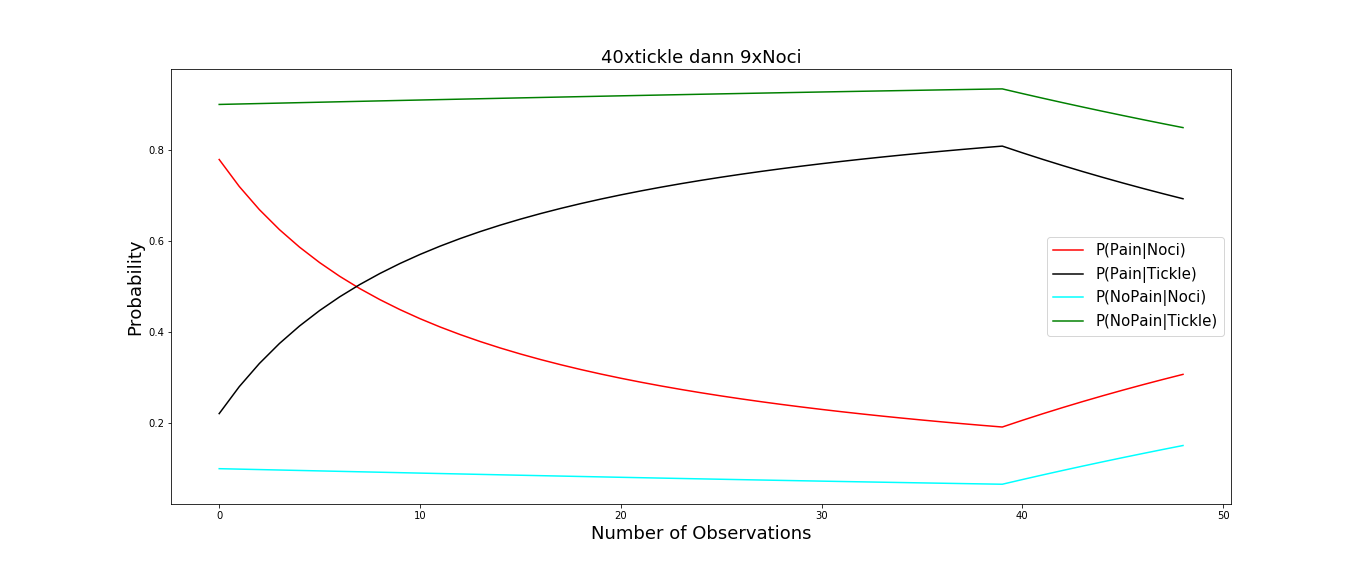 40xtickle dann 9xNoci
Probability
0.8
0.6
0.4
0.2
P(Pain|Noci)
P(Pain|Tickle)
P(NoPain|Noci)
P(NoPain|Tickle)
0 10 20 30 40 50
Number of Observations